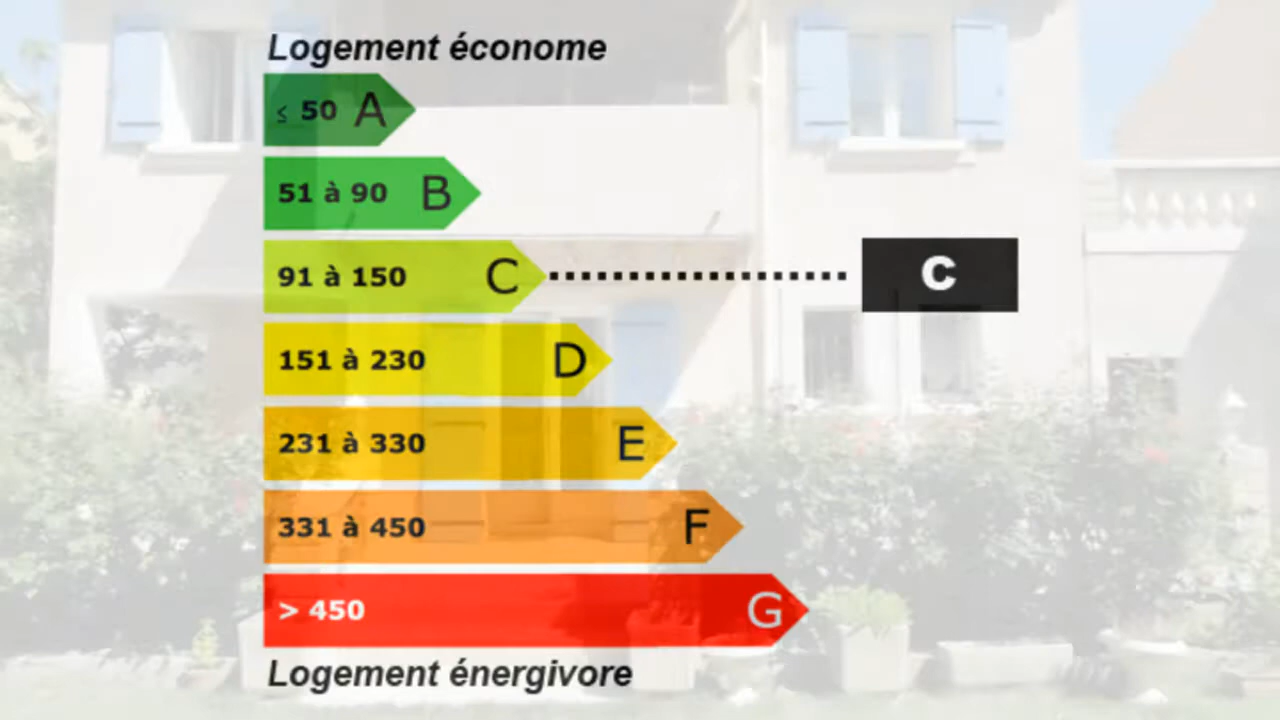 Logement économe
≤ 50 A
51 à 90 B
91 à 150 C C
151 à 230 D
231 à 330 E
331 à 450 F
> 450 G
Logement énergivore